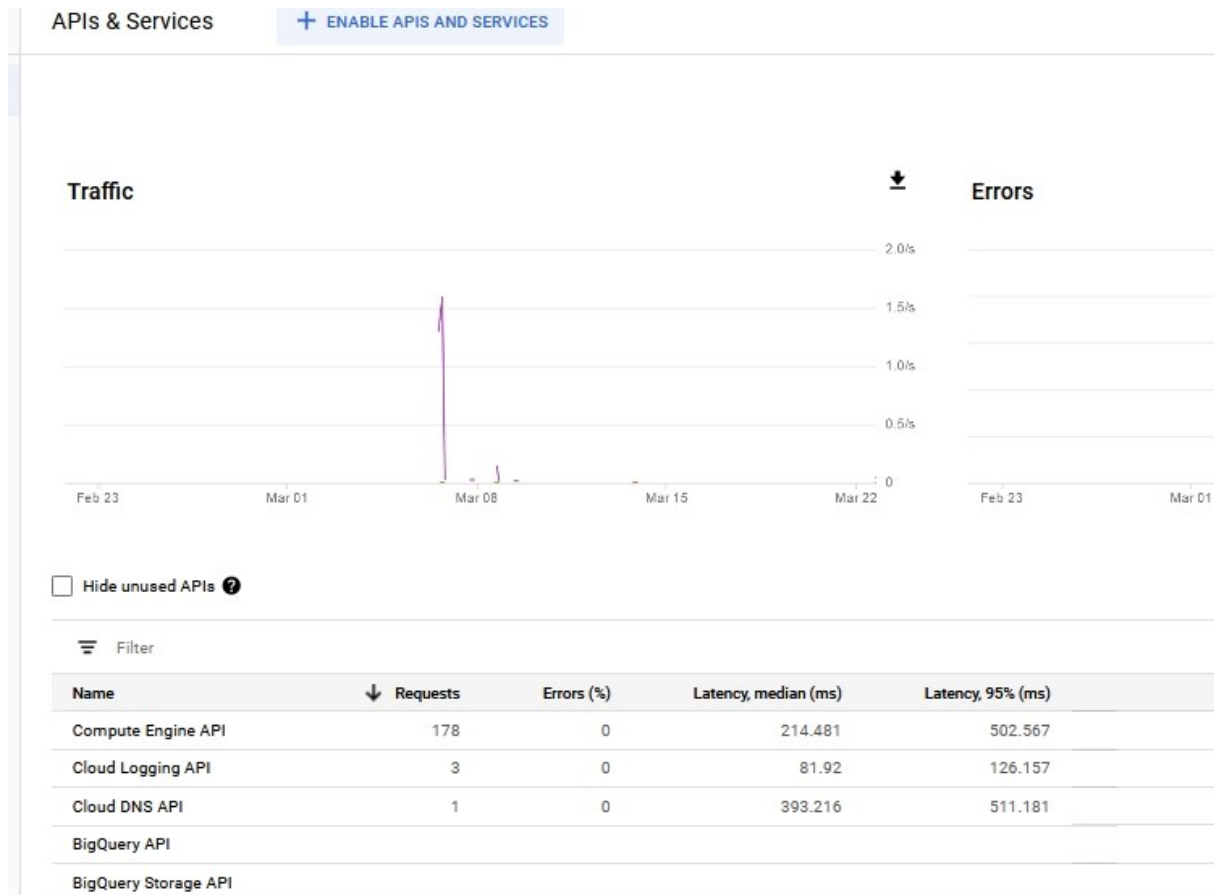 APIs & Services + ENABLE APIS AND SERVICES
Traffic
2.0/s
1.5/s
1.0/s
0.5/s
0
Feb 23 Mar 01 Mar 08 Mar 15 Mar 22
Errors
Feb 23 Mar 01
Hide unused APIs ?
Filter
Name Requests Errors (%) Latency, median (ms) Latency, 95% (ms)
Compute Engine API 178 0 214.481 502.567
Cloud Logging API 3 0 81.92 126.157
Cloud DNS API 1 0 393.216 511.181
BigQuery API
BigQuery Storage API